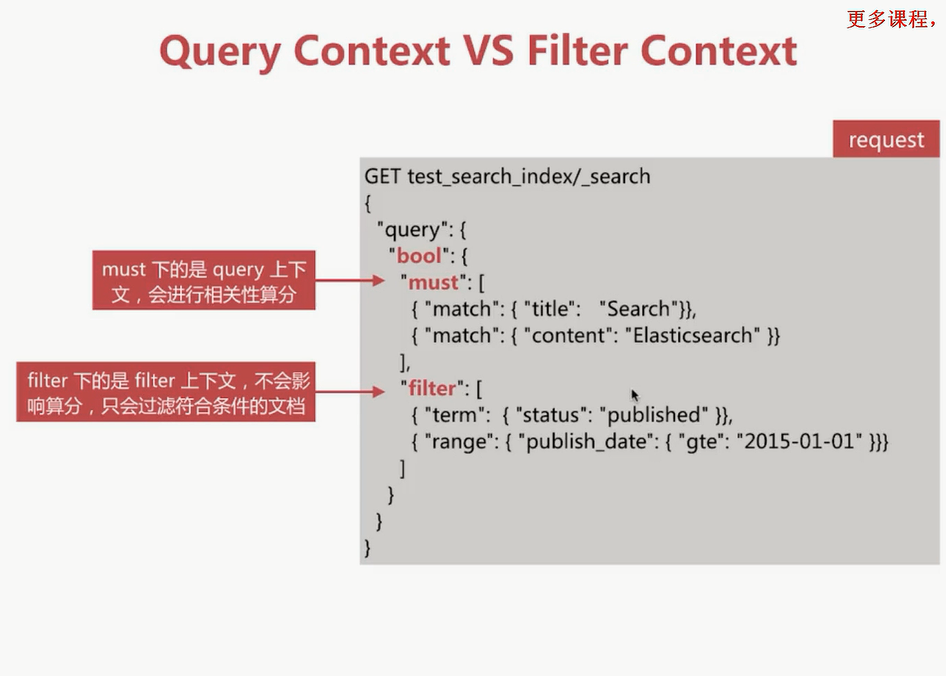 更多课程，
Query Context VS Filter Context
request
GET test_search_index/_search
{
"query": {
"bool": {
"must": [
{ "match": { "title": "Search"}},
{ "match": { "content": "Elasticsearch" }}
],
"filter": [
{ "term": { "status": "published" }},
{ "range": { "publish_date": { "gte": "2015-01-01" }}}
]
}
}
}
must 下的是 query 上下
文，会进行相关性算分
filter 下的是 filter 上下文，不会影
响算分，只会过滤符合条件的文档